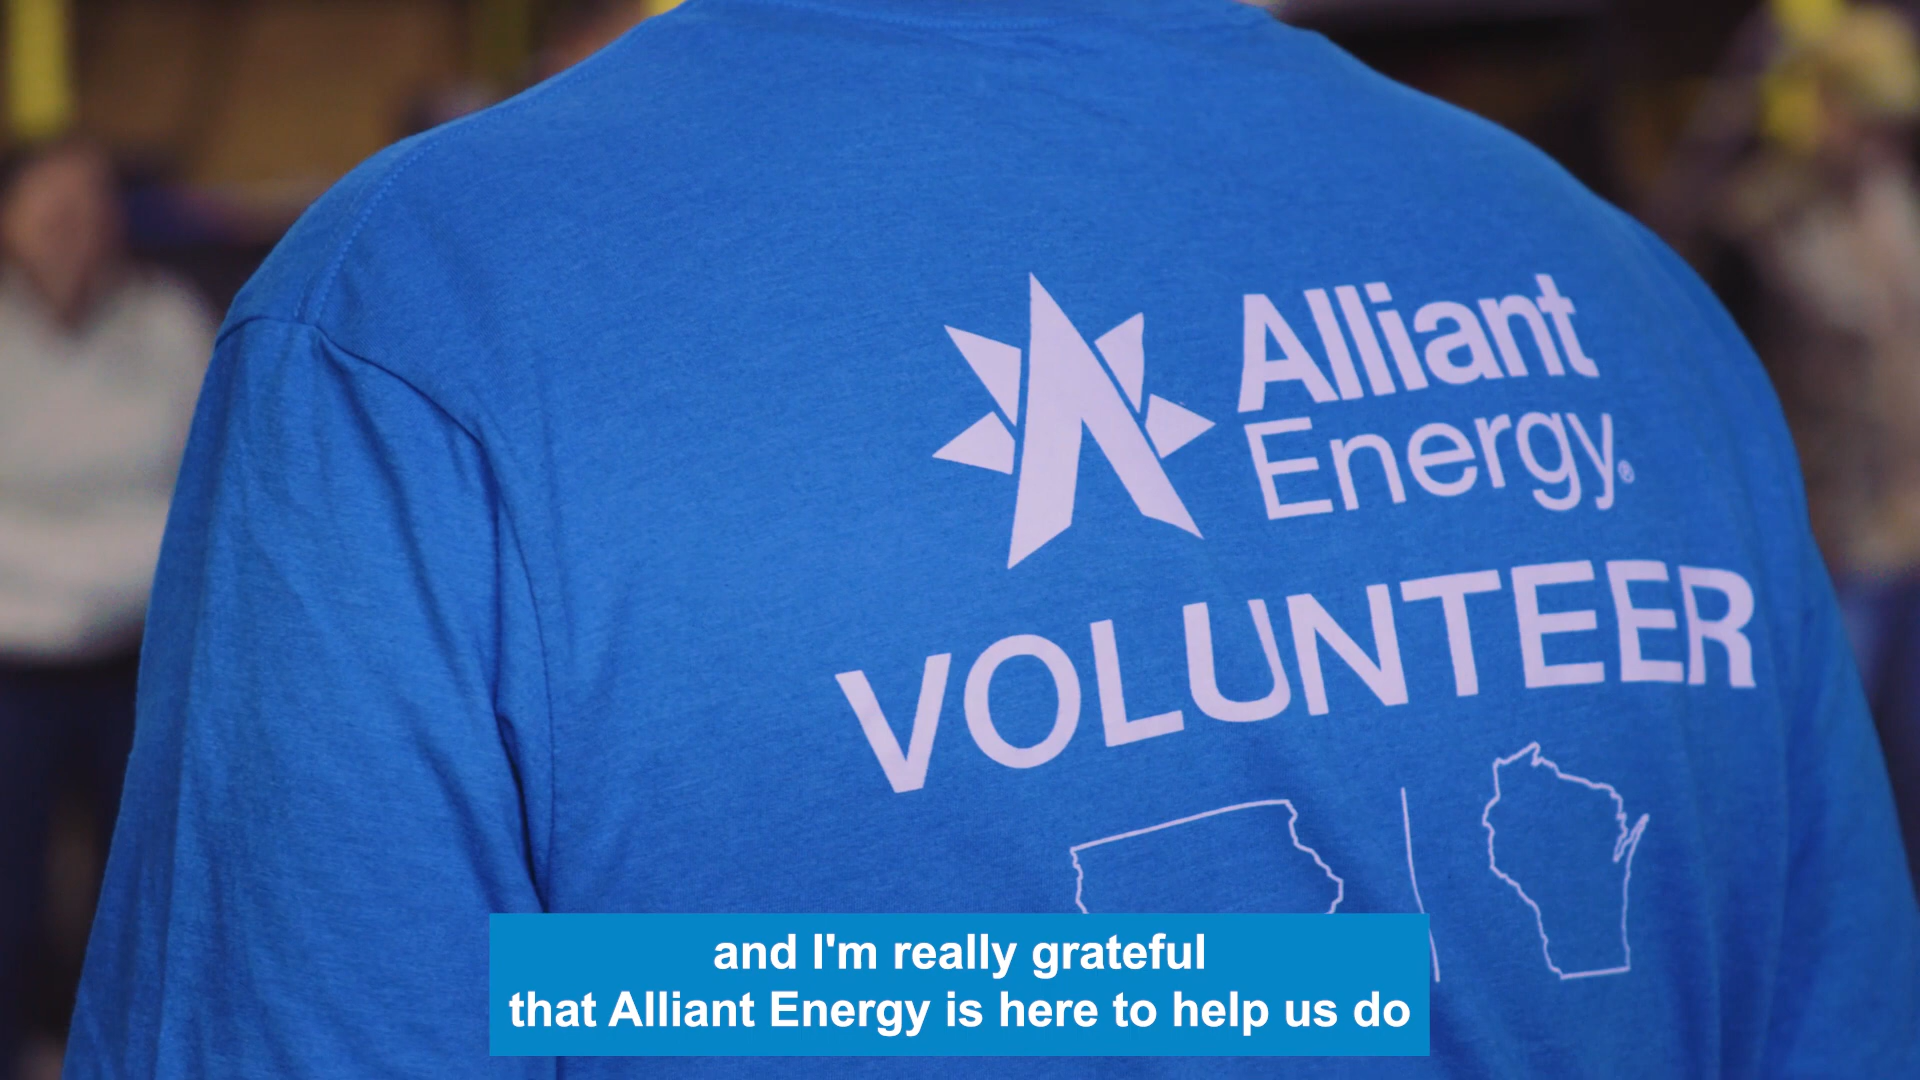 Alliant
Energy®
VOLUNTEER
and I'm really grateful
that Alliant Energy is here to help us do